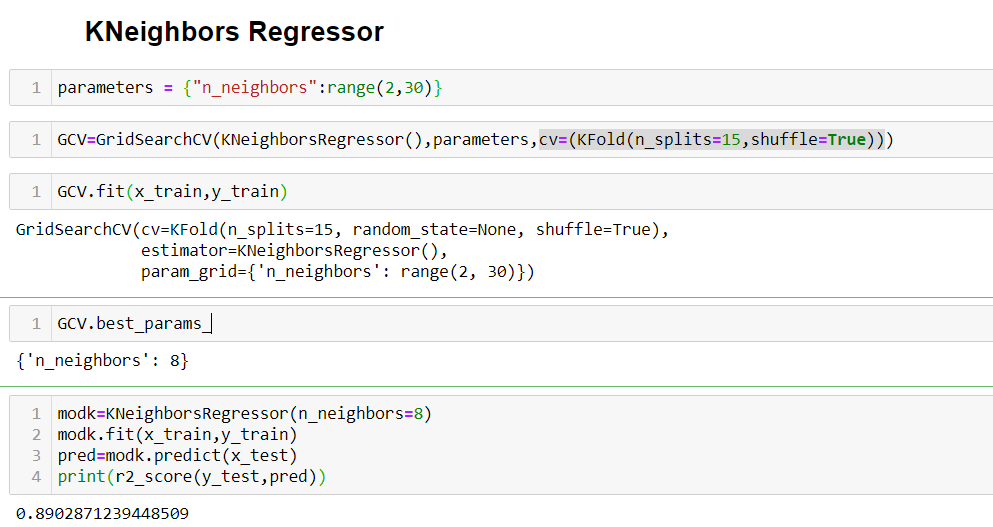 KNeighbors Regressor
1 parameters = {"n_neighbors":range(2,30)}
1 GCV=GridSearchCV(KNeighborsRegressor(),parameters,cv=(KFold(n_splits=15,shuffle=True)))
1 GCV.fit(x_train,y_train)
GridSearchCV(cv=KFold(n_splits=15, random_state=None, shuffle=True),
             estimator=KNeighborsRegressor(),
             param_grid={'n_neighbors': range(2, 30)})
1 GCV.best_params_
{'n_neighbors': 8}
1 modk=KNeighborsRegressor(n_neighbors=8)
2 modk.fit(x_train,y_train)
3 pred=modk.predict(x_test)
4 print(r2_score(y_test,pred))
0.8902871239448509